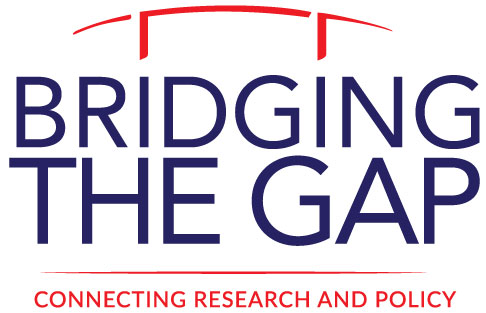 BRIDGING
THE GAP
CONNECTING RESEARCH AND POLICY